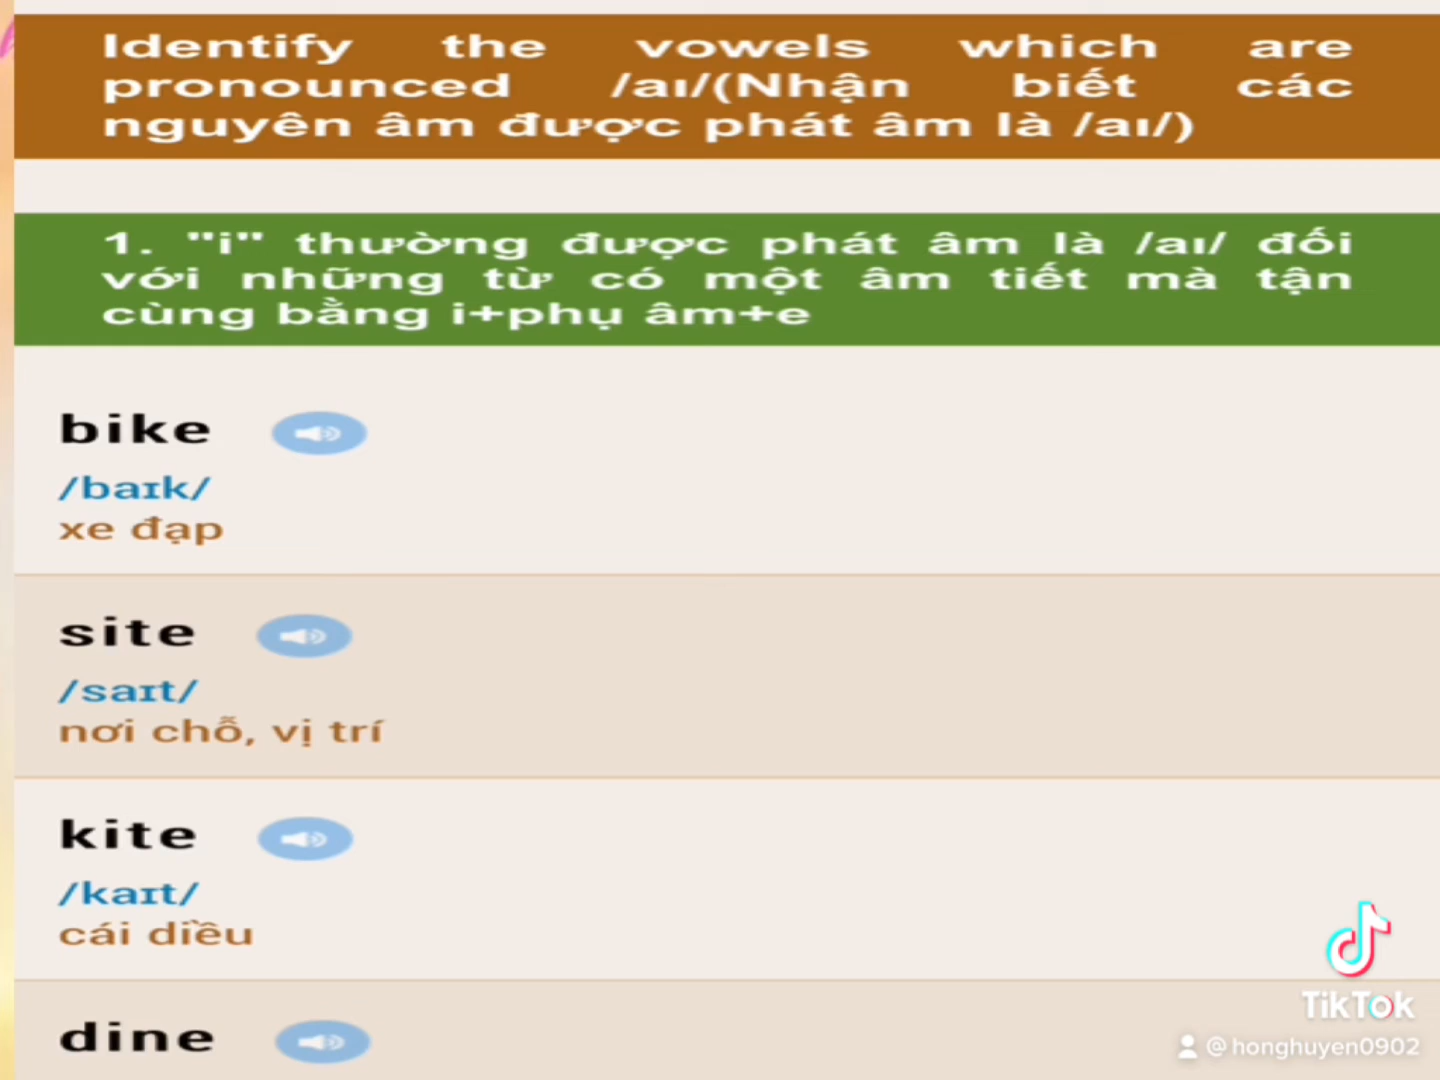 Identify the vowels which are
pronounced /aɪ/(Nhận biết các
nguyên âm được phát âm là /aɪ/)
1. "i" thường được phát âm là /aɪ/ đối
với những từ có một âm tiết mà tận
cùng bằng i+phụ âm+e
bike
/baɪk/
xe đạp
site
/saɪt/
nơi chỗ, vị trí
kite
/kaɪt/
cái diều
dine
TikTok
@honghuyen0902